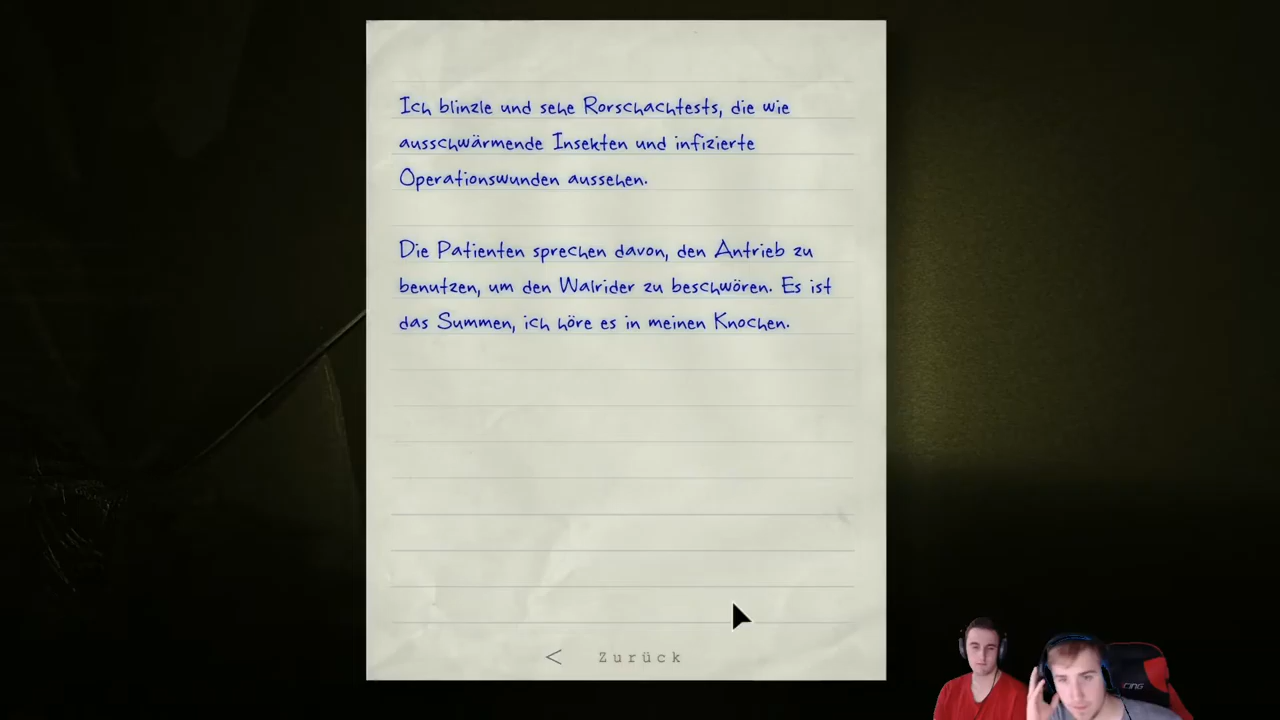 Ich blinzle und sehe Rorschachtests, die wie
ausschwärmende Insekten und infizierte
Operationswunden aussehen.
Die Patienten sprechen davon, den Antrieb zu
benutzen, um den Walrider zu beschwören. Es ist
das Summen, ich höre es in meinen Knochen.
< Zurück